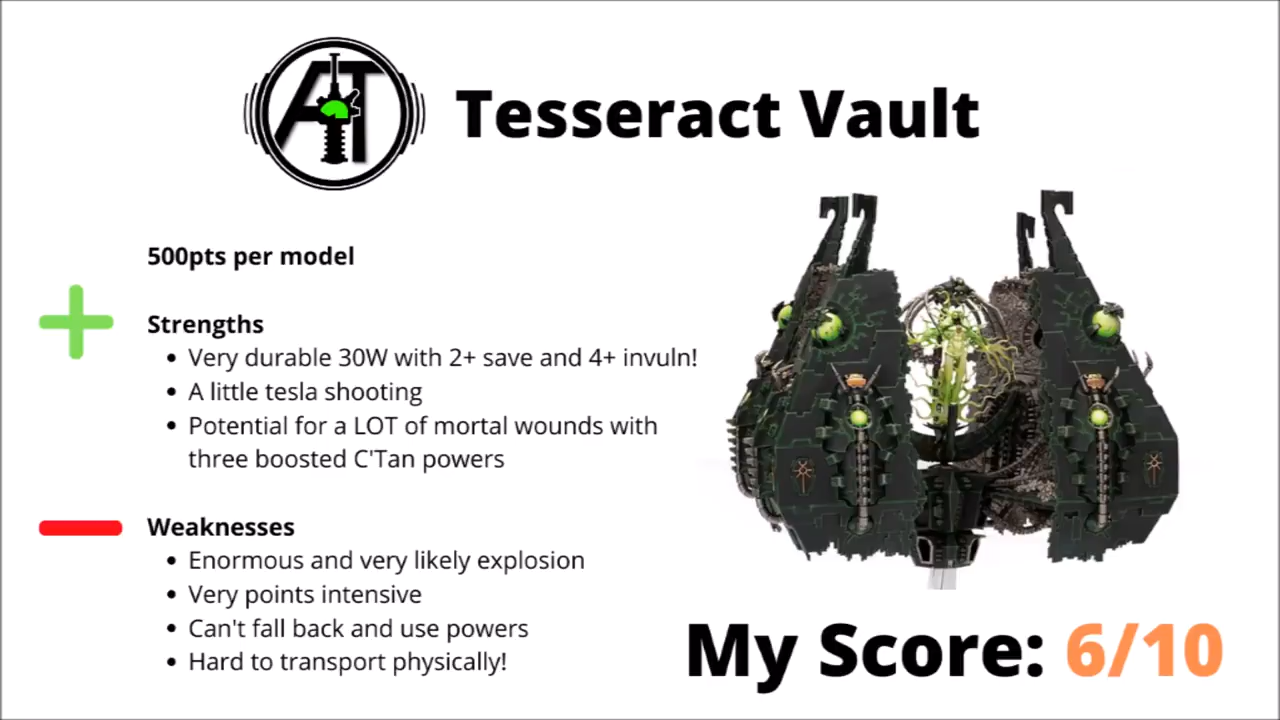 AT
Tesseract Vault
500pts per model
Strengths
• Very durable 30W with 2+ save and 4+ invuln!
• A little tesla shooting
• Potential for a LOT of mortal wounds with
three boosted C'Tan powers
Weaknesses
• Enormous and very likely explosion
• Very points intensive
• Can't fall back and use powers
• Hard to transport physically!
My Score: 6/10